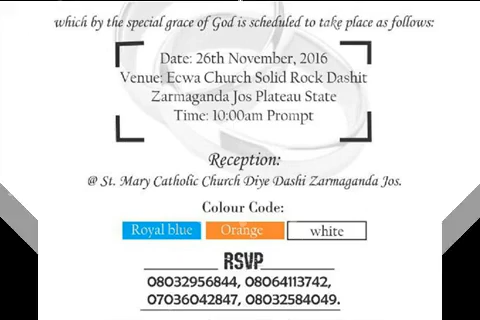 which by the special grace of God is scheduled to take place as follows:
Date: 26th November, 2016
Venue: Ecwa Church Solid Rock Dashit
Zarmaganda Jos Plateau State
Time: 10:00am Prompt
Reception:
@ St. Mary Catholic Church Diye Dashi Zarmaganda Jos.
Colour Code:
Royal blue Orange white
RSVP
08032956844, 08064113742,
07036042847, 08032584049.